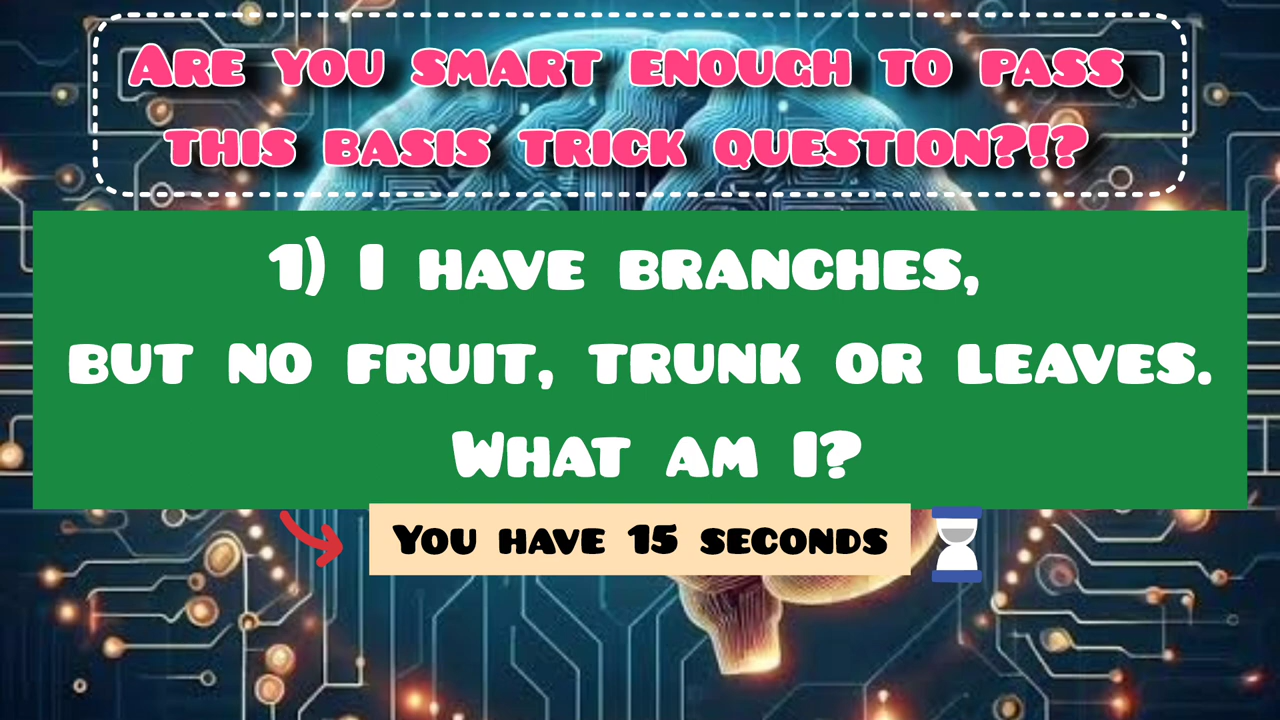 Are you smart enough to pass
this basis trick question?!?
1) I have branches,
but no fruit, trunk or leaves.
What am I?
You have 15 seconds